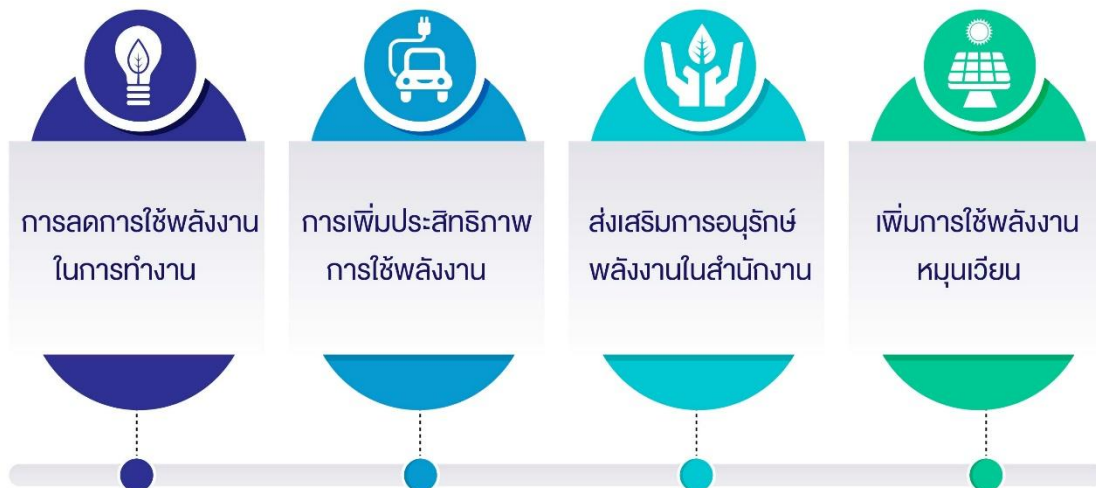 การลดการใช้พลังงาน
ในการทำงาน
การเพิ่มประสิทธิภาพ
การใช้พลังงาน
ส่งเสริมการอนุรักษ์
พลังงานในสำนักงาน
เพิ่มการใช้พลังงาน
หมุนเวียน